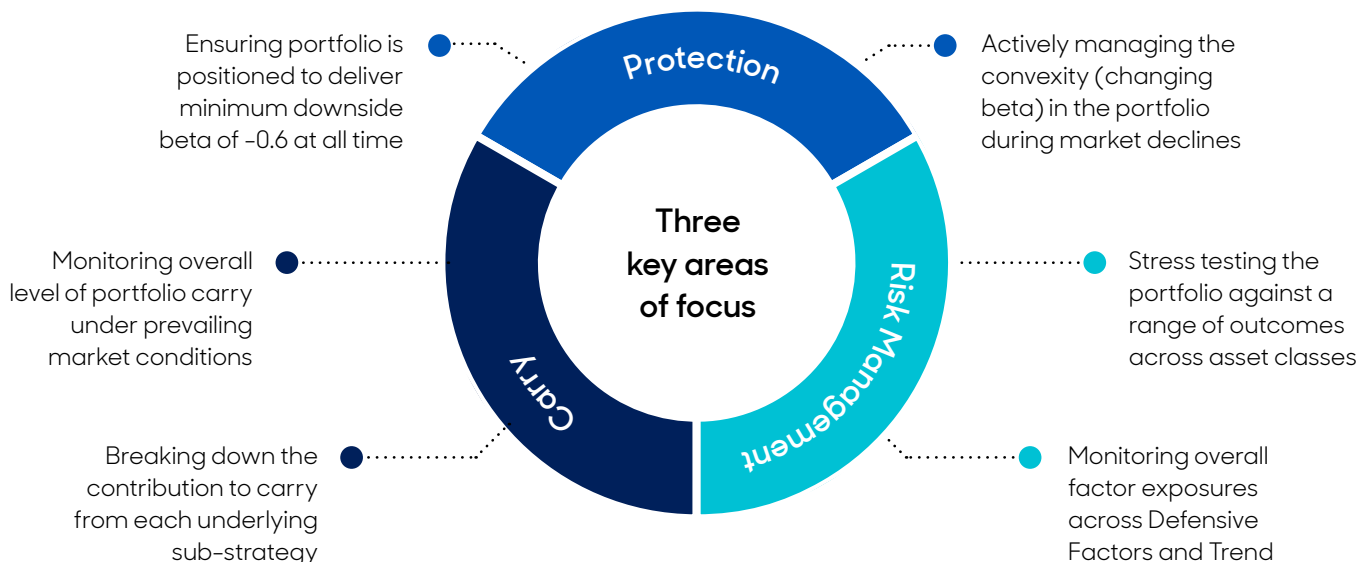 Protection
Ensuring portfolio is
positioned to deliver
minimum downside
beta of -0.6 at all time
Actively managing the
convexity (changing
beta) in the portfolio
during market declines
Three
key areas
of focus
Monitoring overall
level of portfolio carry
under prevailing
market conditions
Carry
Breaking down the
contribution to carry
from each underlying
sub-strategy
Risk Management
Stress testing the
portfolio against a
range of outcomes
across asset classes
Monitoring overall
factor exposures
across Defensive
Factors and Trend